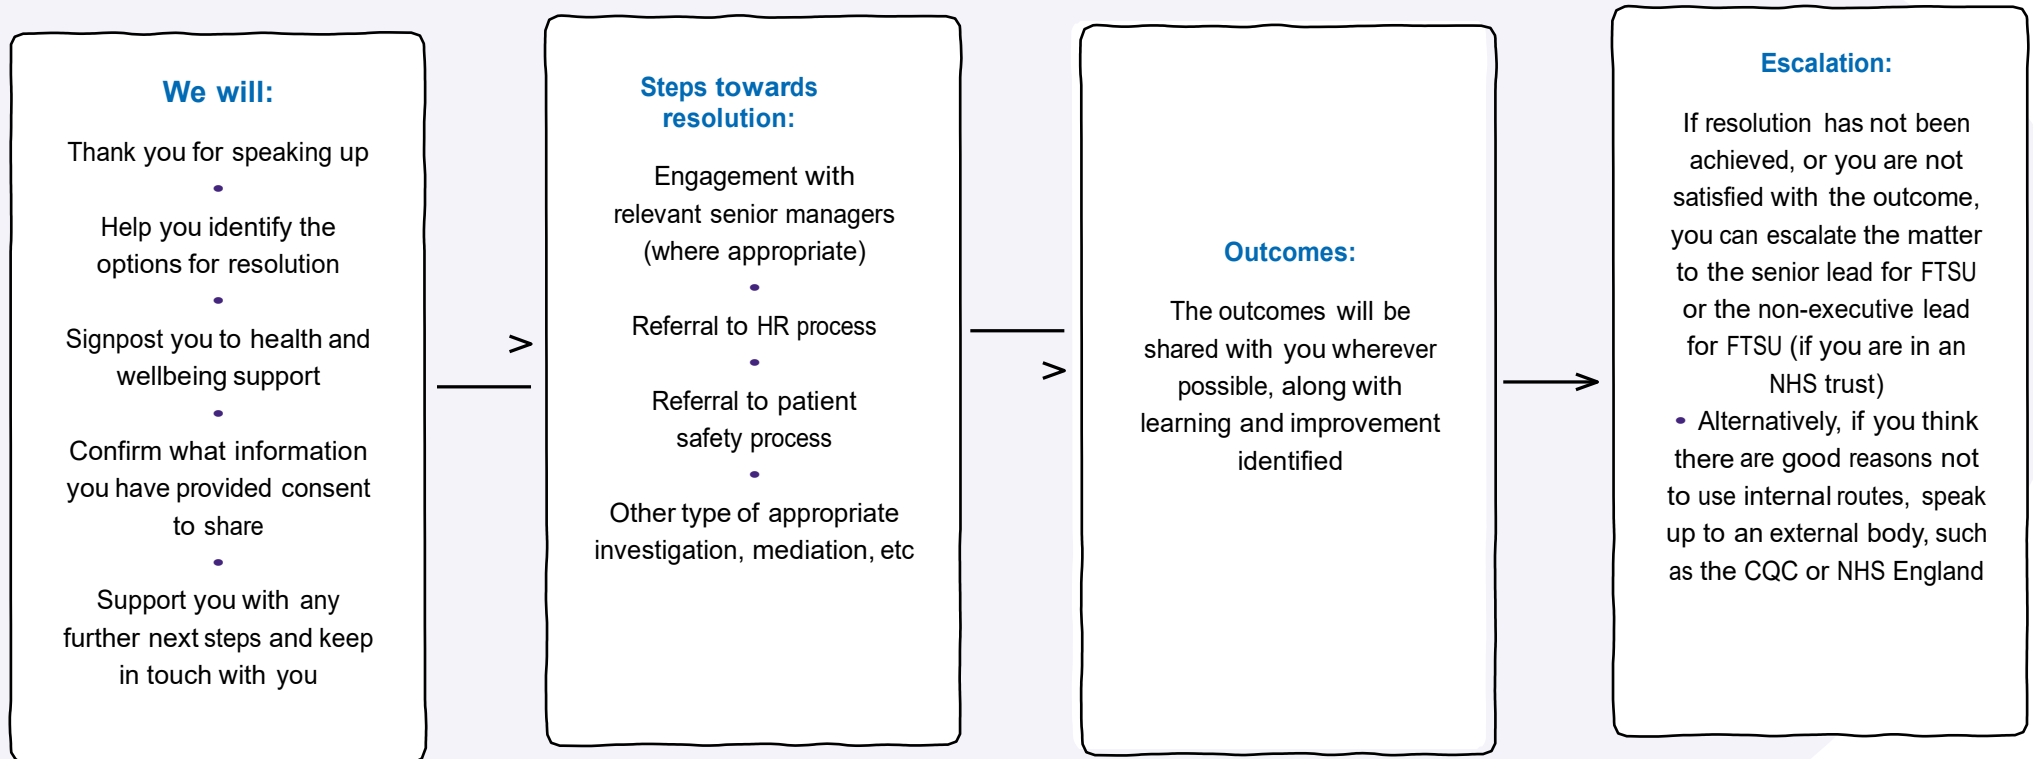 We will:
Thank you for speaking up
•
Help you identify the
options for resolution
•
Signpost you to health and
wellbeing support
•
Confirm what information
you have provided consent
to share
•
Support you with any
further next steps and keep
in touch with you
Steps towards
resolution:
Engagement with
relevant senior managers
(where appropriate)
•
Referral to HR process
•
Referral to patient
safety process
•
Other type of appropriate
investigation, mediation, etc
Outcomes:
The outcomes will be
shared with you wherever
possible, along with
learning and improvement
identified
Escalation:
If resolution has not been
achieved, or you are not
satisfied with the outcome,
you can escalate the matter
to the senior lead for FTSU
or the non-executive lead
for FTSU (if you are in an
NHS trust)
• Alternatively, if you think
there are good reasons not
to use internal routes, speak
up to an external body, such
as the CQC or NHS England